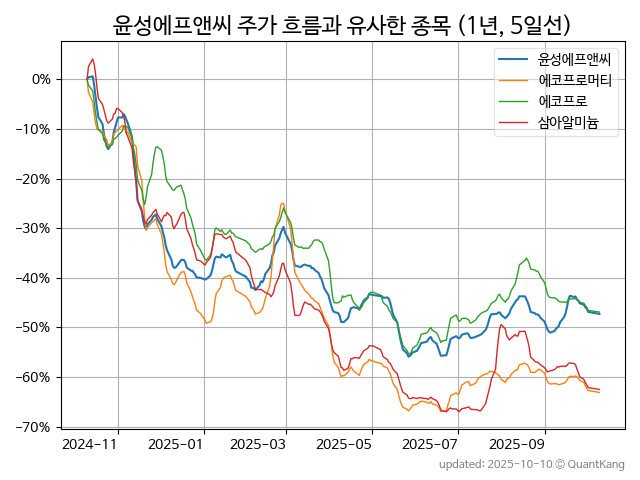 윤성에프앤씨 주가 흐름과 유사한 종목 (1년, 5일선)
윤성에프앤씨
에코프로머티
에코프로
삼아알미늄
0%
−10%
−20%
−30%
−40%
−50%
−60%
−70%
2024-11
2025-01
2025-03
2025-05
2025-07
2025-09
updated: 2025-10-10 © QuantKang